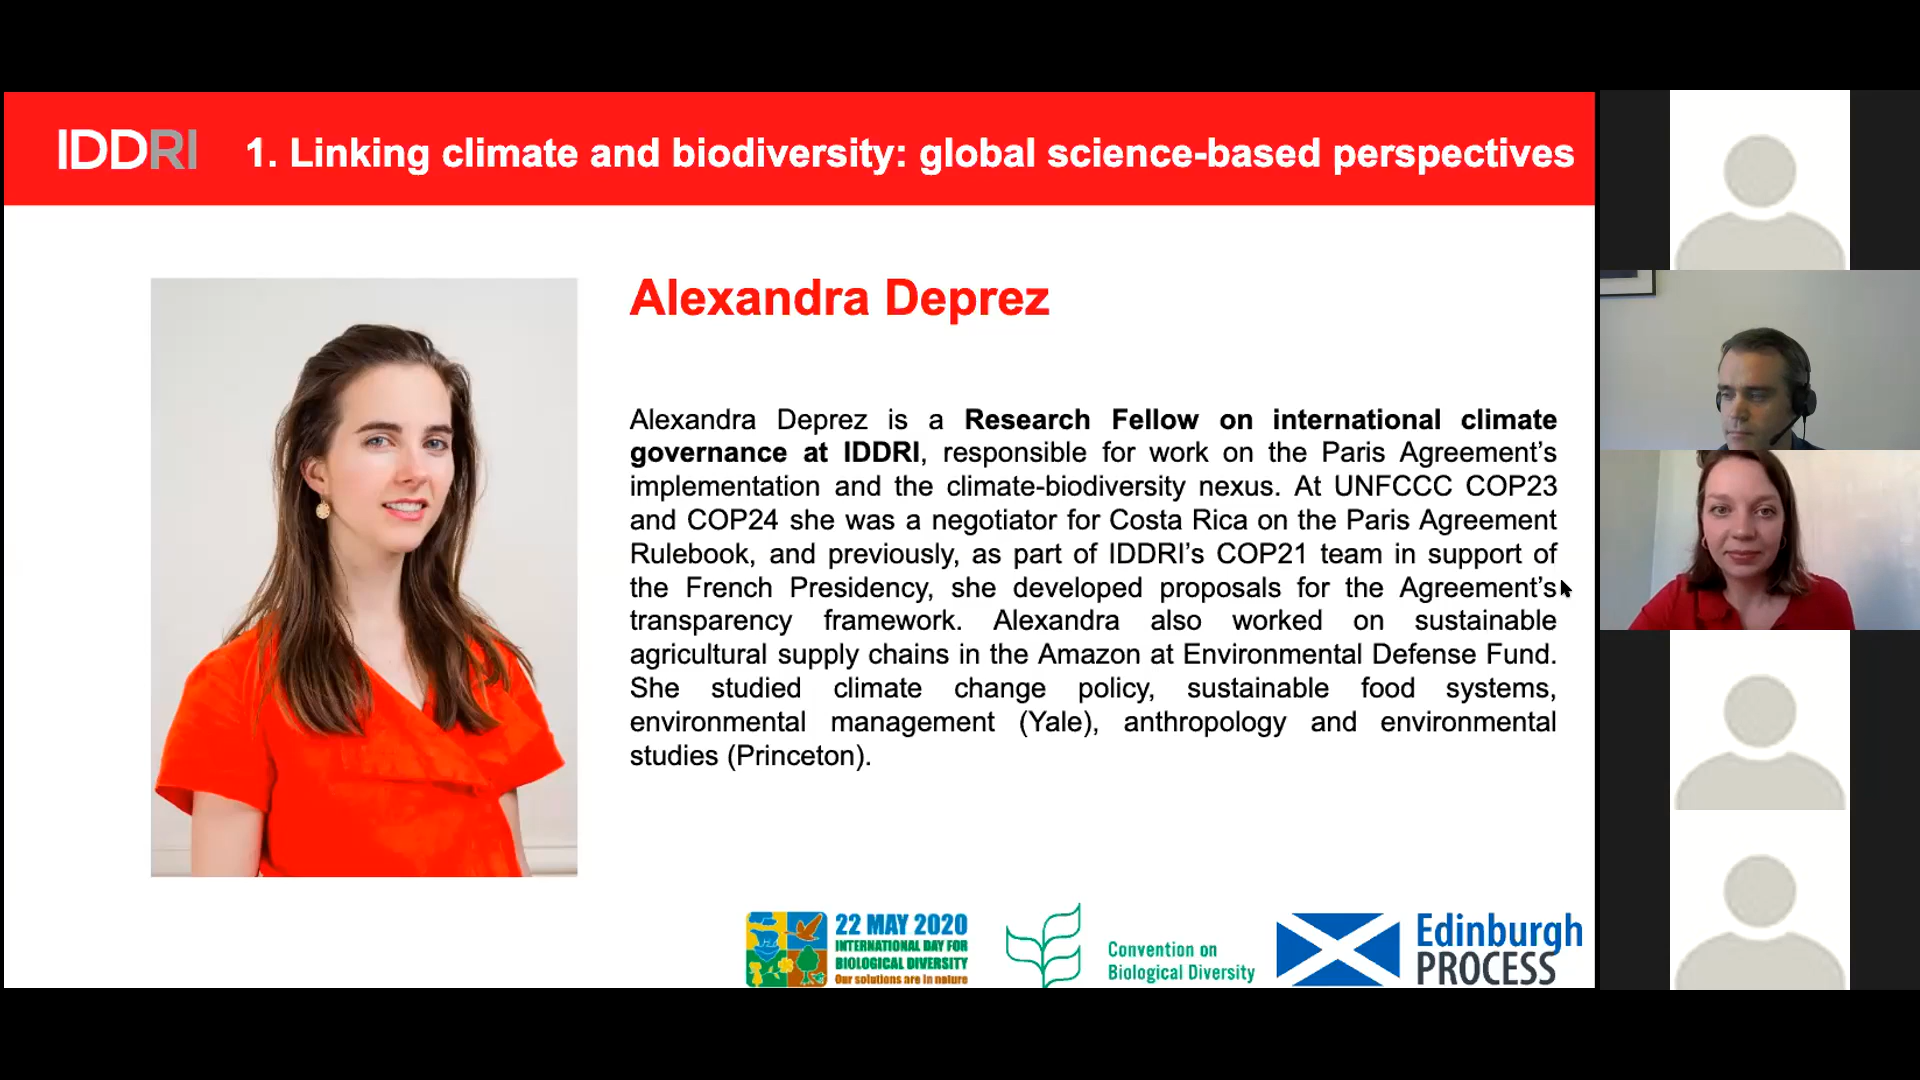 IDDRI
1. Linking climate and biodiversity: global science-based perspectives
Alexandra Deprez
Alexandra Deprez is a Research Fellow on international climate
governance at IDDRI, responsible for work on the Paris Agreement’s
implementation and the climate-biodiversity nexus. At UNFCCC COP23
and COP24 she was a negotiator for Costa Rica on the Paris Agreement
Rulebook, and previously, as part of IDDRI’s COP21 team in support of
the French Presidency, she developed proposals for the Agreement’s
transparency framework. Alexandra also worked on sustainable
agricultural supply chains in the Amazon at Environmental Defense Fund.
She studied climate change policy, sustainable food systems,
environmental management (Yale), anthropology and environmental
studies (Princeton).
22 MAY 2020
INTERNATIONAL DAY FOR
BIOLOGICAL DIVERSITY
Our solutions are in nature
Convention on
Biological Diversity
Edinburgh
PROCESS